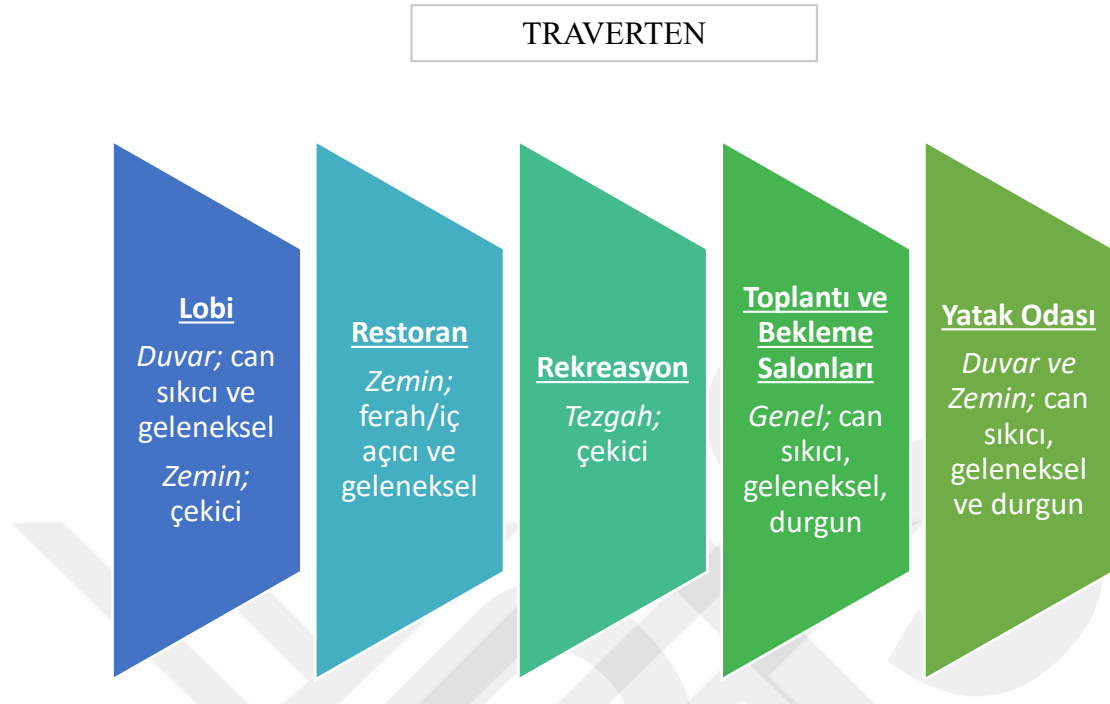 TRAVERTEN
Lobi
Duvar; can
sıkıcı ve
geleneksel
Zemin;
çekici
Restoran
Zemin;
ferah/iç
açıcı ve
geleneksel
Rekreasyon
Tezgah;
çekici
Toplantı ve
Bekleme
Salonları
Genel; can
sıkıcı,
geleneksel,
durgun
Yatak Odası
Duvar ve
Zemin; can
sıkıcı,
geleneksel
ve durgun